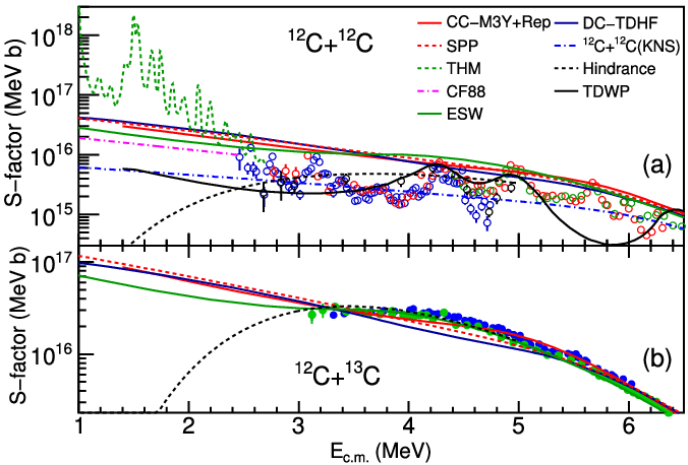 S−factor (MeV b)
10¹⁸
10¹⁷
10¹⁶
10¹⁵
¹²C+¹²C
CC−M3Y+Rep
SPP
THM
CF88
ESW
DC−TDHF
¹²C+¹²C(KNS)
Hindrance
TDWP
(a)
S−factor (MeV b)
10¹⁷
10¹⁶
¹²C+¹³C
(b)
1 2 3 4 5 6
E_c.m. (MeV)